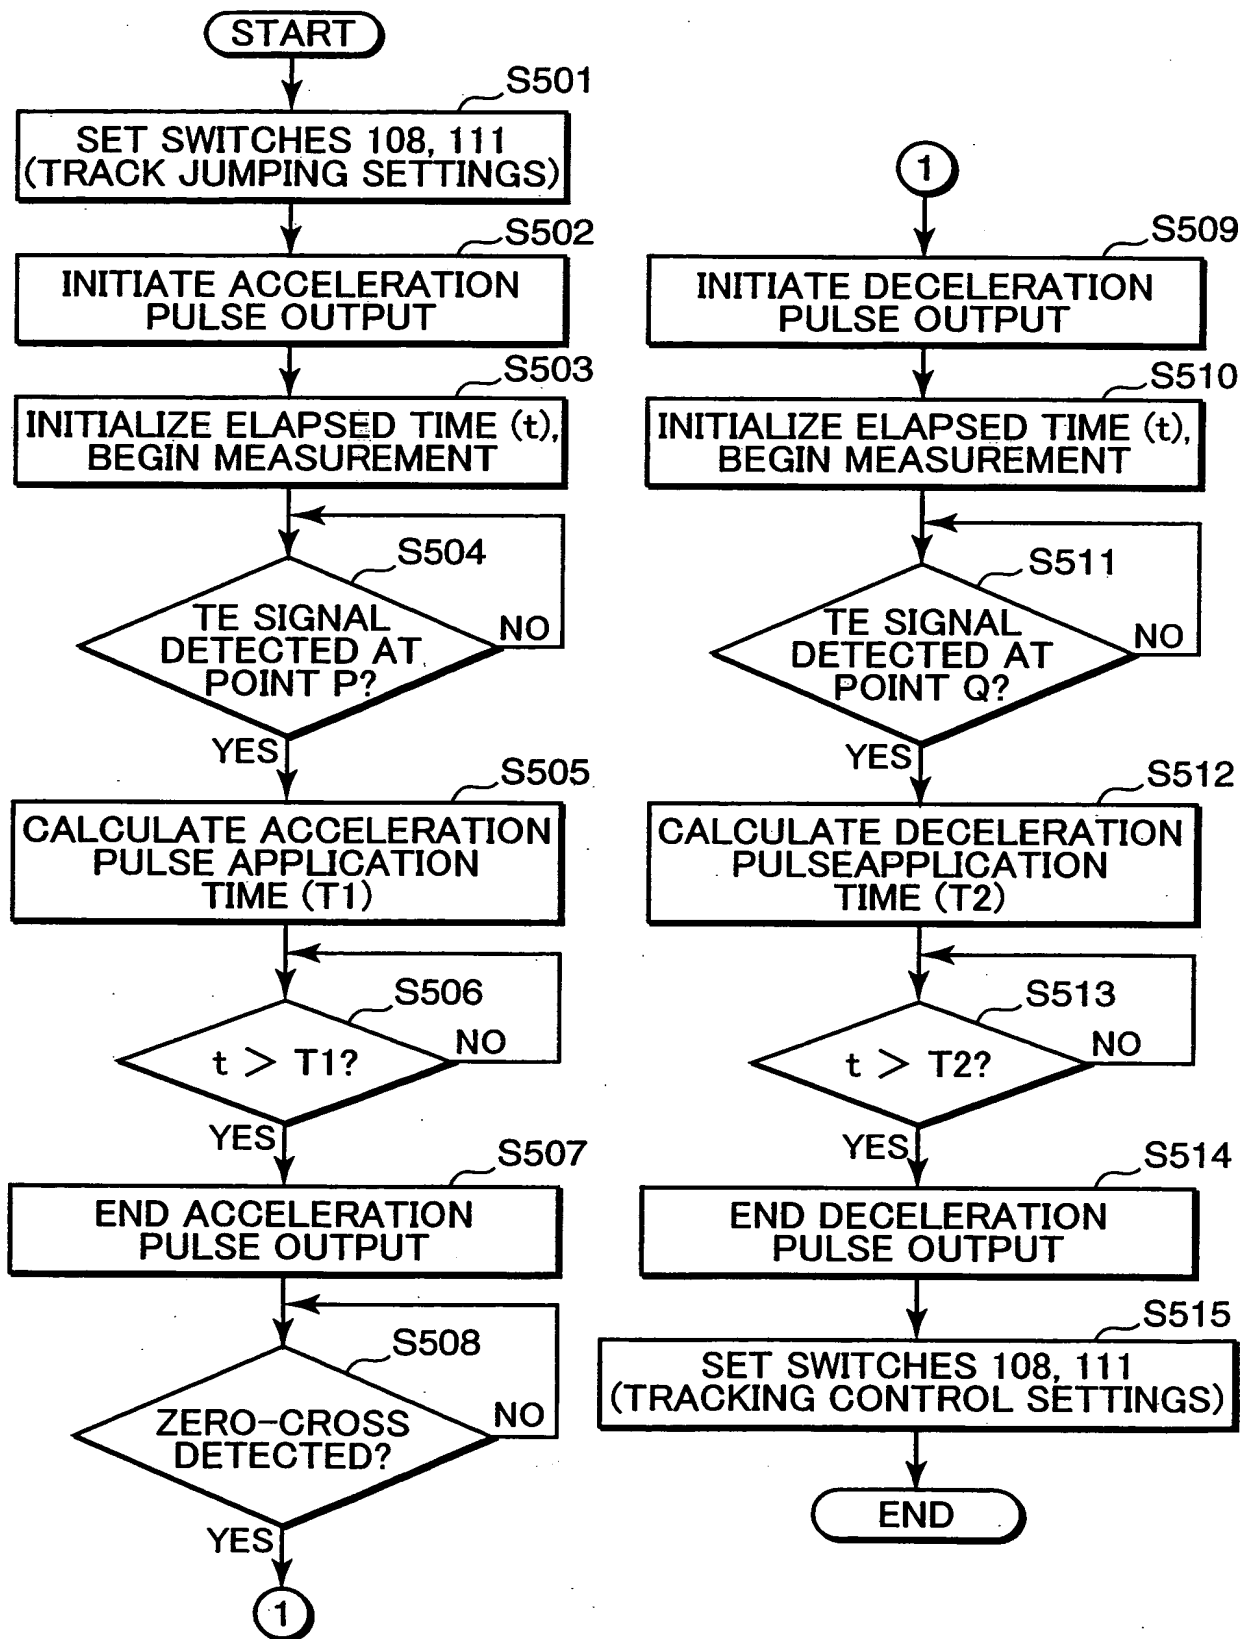 START
S501
SET SWITCHES 108, 111
(TRACK JUMPING SETTINGS)
S502
INITIATE ACCELERATION
PULSE OUTPUT
S503
INITIALIZE ELAPSED TIME (t),
BEGIN MEASUREMENT
S504
TE SIGNAL
DETECTED AT
POINT P?
NO
YES
S505
CALCULATE ACCELERATION
PULSE APPLICATION
TIME (T1)
S506
t > T1?
NO
YES
S507
END ACCELERATION
PULSE OUTPUT
S508
ZERO-CROSS
DETECTED?
NO
YES
1
1
S509
INITIATE DECELERATION
PULSE OUTPUT
S510
INITIALIZE ELAPSED TIME (t),
BEGIN MEASUREMENT
S511
TE SIGNAL
DETECTED AT
POINT Q?
NO
YES
S512
CALCULATE DECELERATION
PULSEAPPLICATION
TIME (T2)
S513
t > T2?
NO
YES
S514
END DECELERATION
PULSE OUTPUT
S515
SET SWITCHES 108, 111
(TRACKING CONTROL SETTINGS)
END